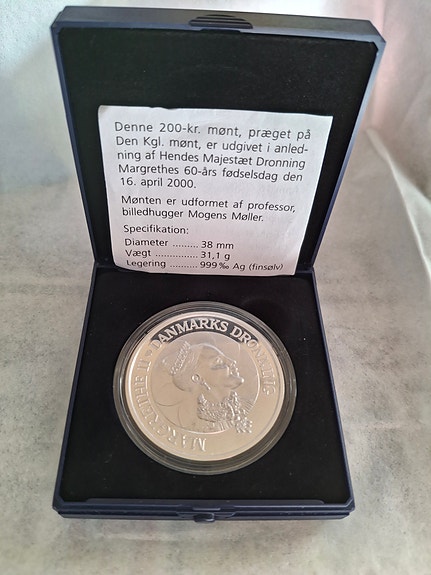 Denne 200-kr. mønt, præget på
Den Kgl. mønt, er udgivet i anled-
ning af Hendes Majestæt Dronning
Margrethes 60-års fødselsdag den
16. april 2000.
Mønten er udformet af professor,
billedhugger Mogens Møller.
Specifikation:
Diameter ......... 38 mm
Vægt ............... 31,1 g
Legering .......... 999‰ Ag (finsølv)
MARGRETHE II DANMARKS DRONNING